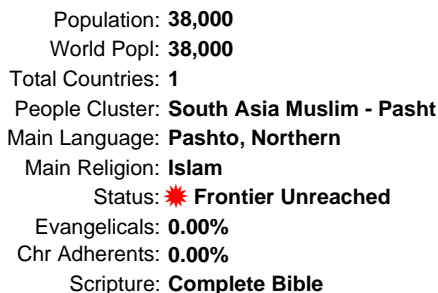 Population: 38,000
World Popl: 38,000
Total Countries: 1
People Cluster: South Asia Muslim - Pasht
Main Language: Pashto, Northern
Main Religion: Islam
Status: Frontier Unreached
Evangelicals: 0.00%
Chr Adherents: 0.00%
Scripture: Complete Bible